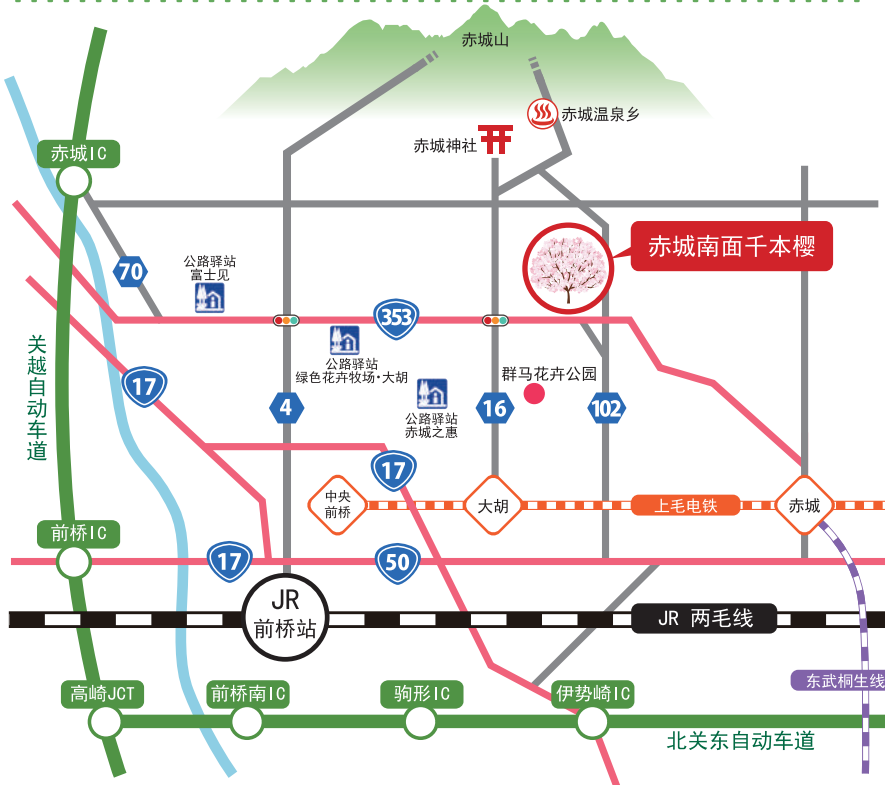 赤城山
赤城温泉乡
赤城神社
赤城IC
赤城南面千本樱
70
公路驿站
富士见
353
公路驿站
绿色花卉牧场·大胡
群马花卉公园
关越自动车道
17
4
公路驿站
赤城之惠
16
102
17
中央
前桥
大胡
上毛电铁
赤城
前桥IC
17
50
JR
前桥站
JR 两毛线
高崎JCT
前桥南IC
驹形IC
伊势崎IC
东武桐生线
北关东自动车道